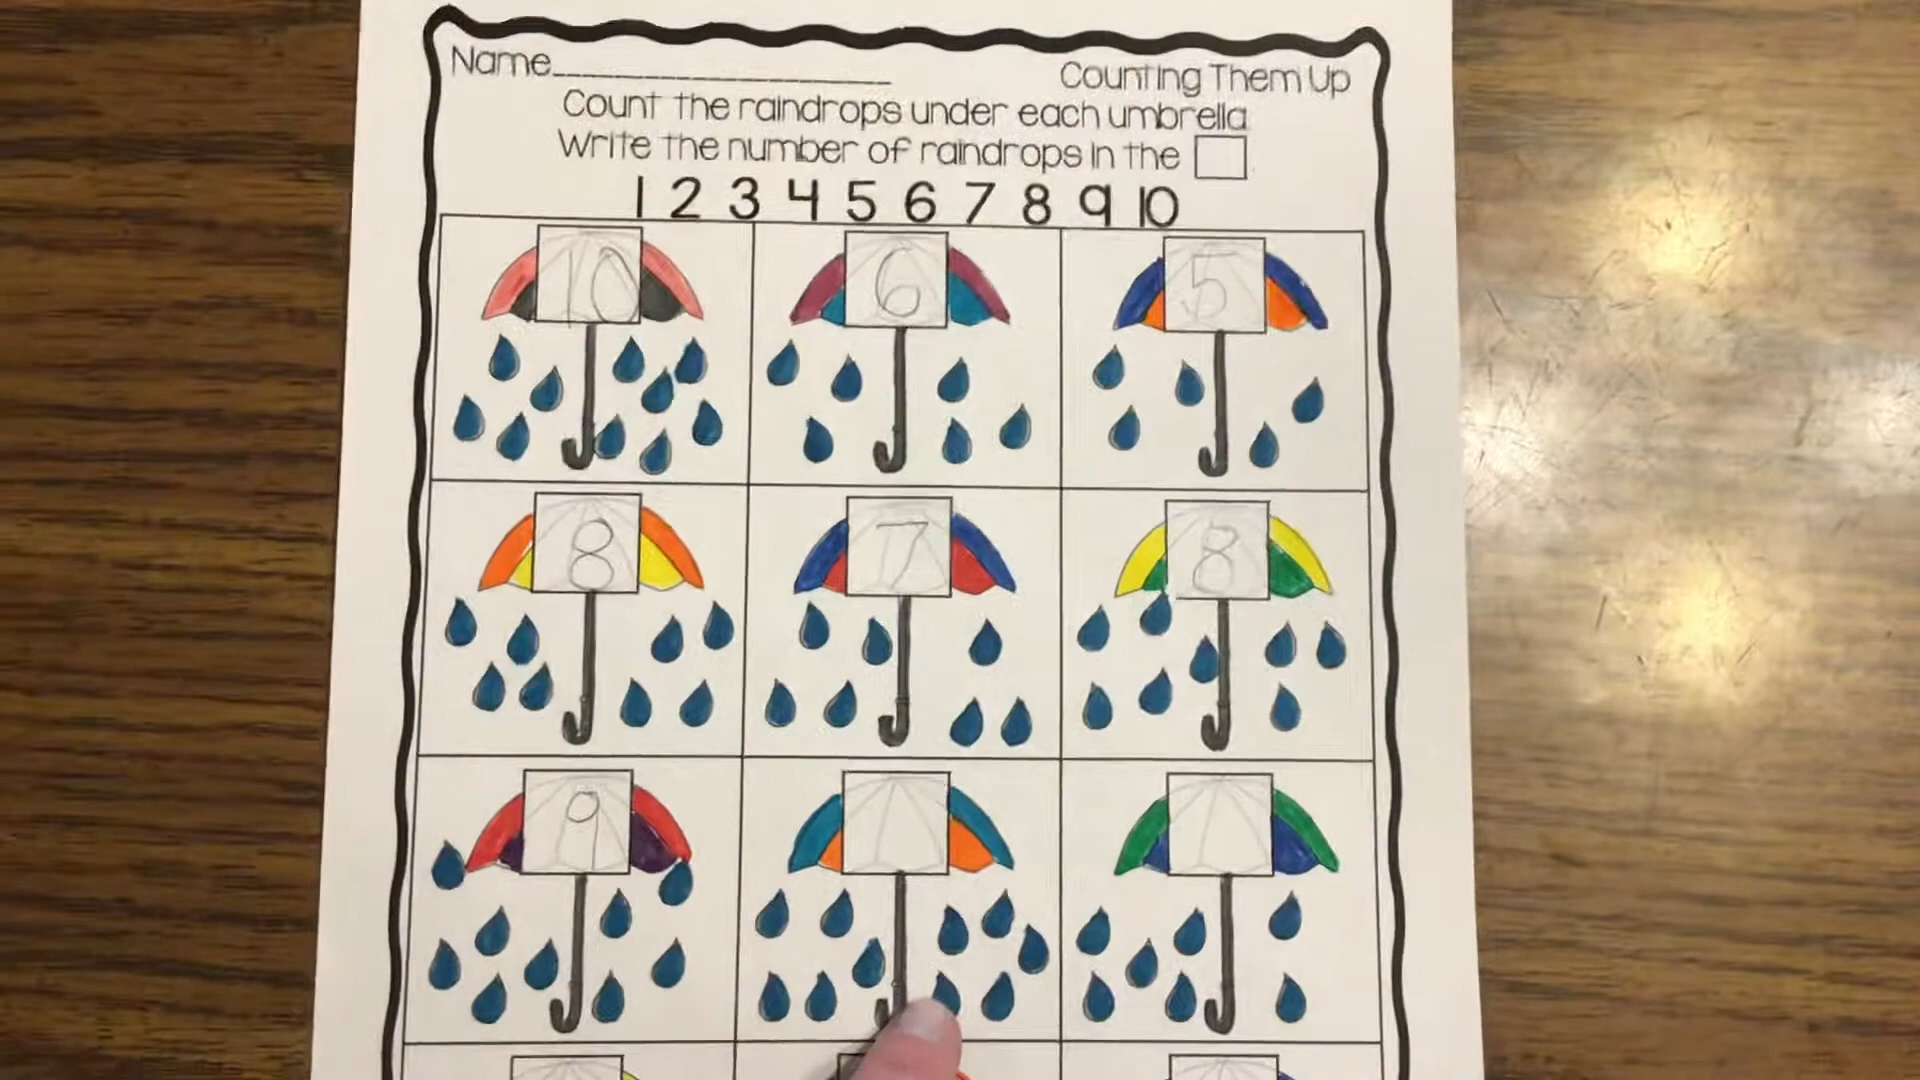 Name Counting Them Up
Count the raindrops under each umbrella
Write the number of raindrops in the
1 2 3 4 5 6 7 8 9 10
10 6 5
8 7 8
9